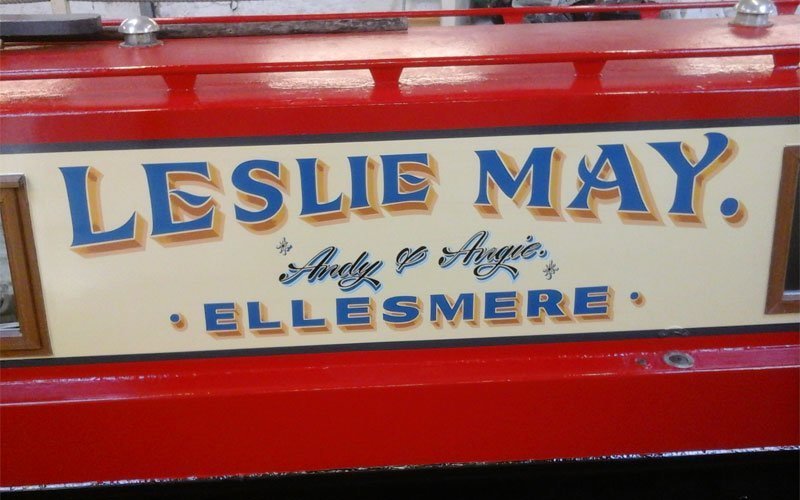 LESLIE MAY.
Andy & Angie.
• ELLESMERE •